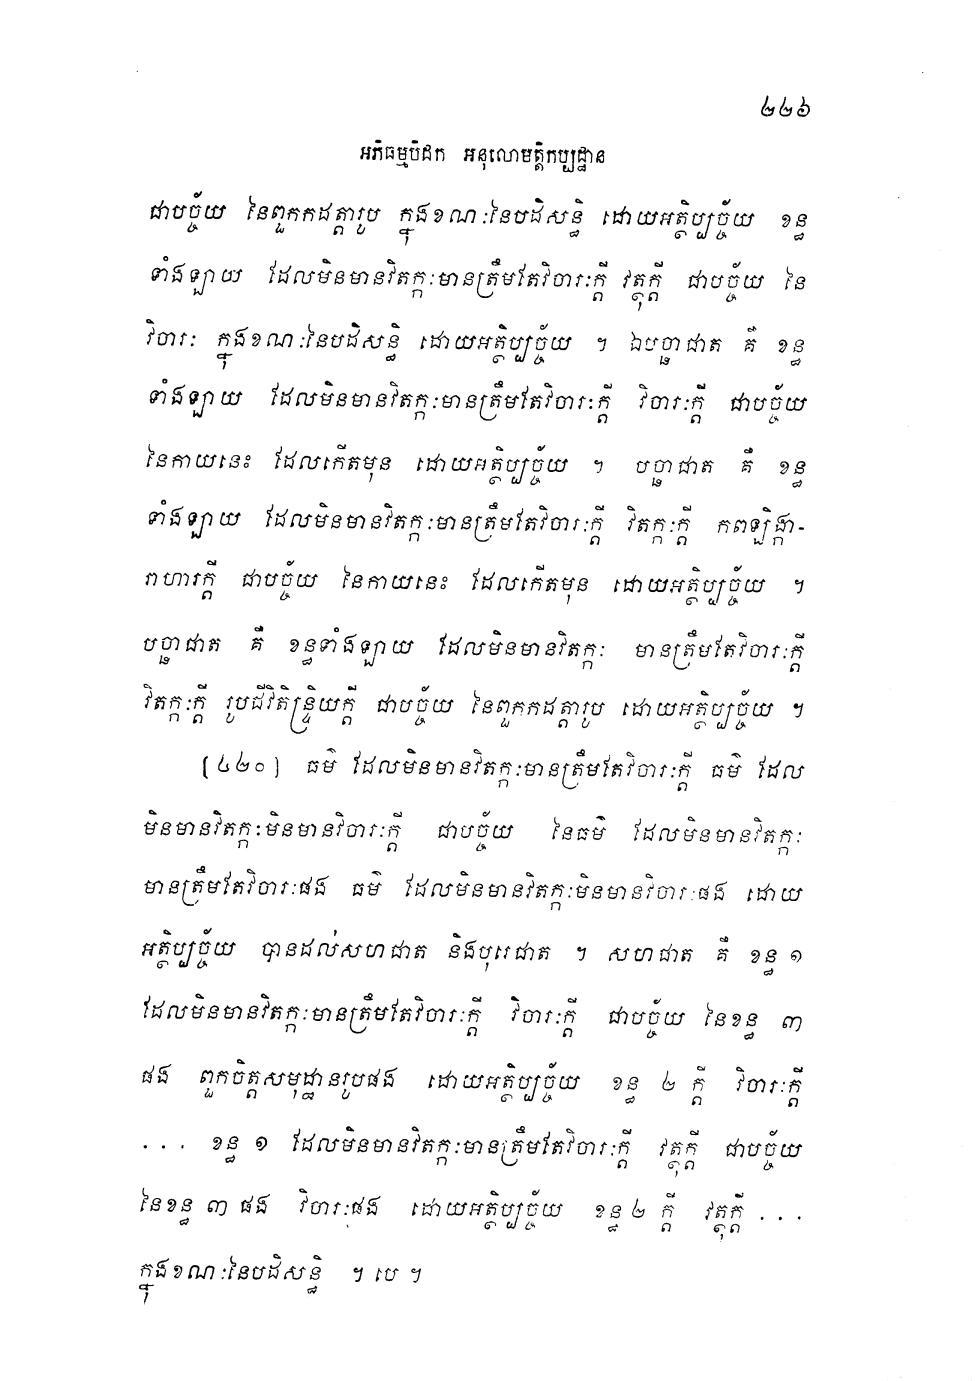 ២២៦
អភិធម្មបិដក អនុលោមត្តិកប្បដ្ឋាន
ជាបច្ច័យ នៃពួកកដត្តារូប ក្នុងខណៈនៃបដិសន្ធិ ដោយអត្ថិប្បច្ច័យ ខន្ធ
ទាំងឡាយ ដែលមិនមានវិតក្កៈមានត្រឹមតែវិចារៈក្តី វត្ថុក្តី ជាបច្ច័យ នៃ
វិចារៈ ក្នុងខណៈនៃបដិសន្ធិ ដោយអត្ថិប្បច្ច័យ ។ ឯបច្ឆាជាត គឺ ខន្ធ
ទាំងឡាយ ដែលមិនមានវិតក្កៈមានត្រឹមតែវិចារៈក្តី វិចារៈក្តី ជាបច្ច័យ
នៃកាយនេះ ដែលកើតមុន ដោយអត្ថិប្បច្ច័យ ។ បច្ឆាជាត គឺ ខន្ធ
ទាំងឡាយ ដែលមិនមានវិតក្កៈមានត្រឹមតែវិចារៈក្តី វិតក្កៈក្តី កពឡិង្កា-
រាហារក្តី ជាបច្ច័យ នៃកាយនេះ ដែលកើតមុន ដោយអត្ថិប្បច្ច័យ ។
បច្ឆាជាត គឺ ខន្ធទាំងឡាយ ដែលមិនមានវិតក្កៈ មានត្រឹមតែវិចារៈក្តី
វិតក្កៈក្តី រូបជីវិតិន្ទ្រិយក្តី ជាបច្ច័យ នៃពួកកដត្តារូប ដោយអត្ថិប្បច្ច័យ ។
(៤២០) ធម៌ ដែលមិនមានវិតក្កៈមានត្រឹមតែវិចារៈក្តី ធម៌ ដែល
មិនមានវិតក្កៈមិនមានវិចារៈក្តី ជាបច្ច័យ នៃធម៌ ដែលមិនមានវិតក្កៈ
មានត្រឹមតែវិចារៈផង ធម៌ ដែលមិនមានវិតក្កៈមិនមានវិចារៈផង ដោយ
អត្ថិប្បច្ច័យ បានដល់សហជាត និងបុរេជាត ។ សហជាត គឺ ខន្ធ ១
ដែលមិនមានវិតក្កៈមានត្រឹមតែវិចារៈក្តី វិចារៈក្តី ជាបច្ច័យ នៃខន្ធ ៣
ផង ពួកចិត្តសមុដ្ឋានរូបផង ដោយអត្ថិប្បច្ច័យ ខន្ធ ២ ក្តី វិចារៈក្តី
... ខន្ធ ១ ដែលមិនមានវិតក្កៈមានត្រឹមតែវិចារៈក្តី វត្ថុក្តី ជាបច្ច័យ
នៃខន្ធ ៣ ផង វិចារៈផង ដោយអត្ថិប្បច្ច័យ ខន្ធ ២ ក្តី វត្ថុក្តី ...
ក្នុងខណៈនៃបដិសន្ធិ ។ បេ ។